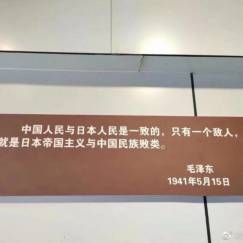 中国人民与日本人民是一致的，只有一个敌人，
就是日本帝国主义与中国民族败类。
毛泽东
1941年5月15日